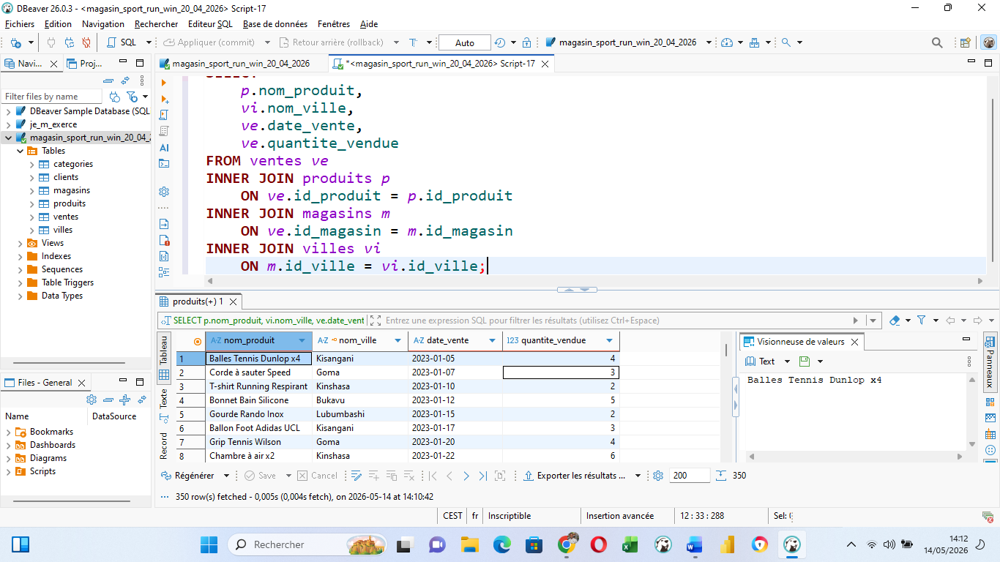 DBeaver 26.0.3 - <magasin_sport_run_win_20_04_2026> Script-17
Fichiers Edition Navigation Rechercher Editeur SQL Base de données Fenêtres Aide
SQL Appliquer (commit) Retour arrière (rollback) T Auto magasin_sport_run_win_20_04_2026
Navi... Proj...
magasin_sport_run_win_20_04_2026 *<magasin_sport_run_win_20_04_2026> Script-17
Filter files by name
DBeaver Sample Database (SQL
je_m_exerce
magasin_sport_run_win_20_04_2
Tables
categories
clients
magasins
produits
ventes
villes
Views
Indexes
Sequences
Table Triggers
Data Types
AI
p.nom_produit,
vi.nom_ville,
ve.date_vente,
ve.quantite_vendue
FROM ventes ve
INNER JOIN produits p
ON ve.id_produit = p.id_produit
INNER JOIN magasins m
ON ve.id_magasin = m.id_magasin
INNER JOIN villes vi
ON m.id_ville = vi.id_ville;
produits(+) 1
SELECT p.nom_produit, vi.nom_ville, ve.date_vent Entrez une expression SQL pour filtrer les résultats (utilisez Ctrl+Espace)
Tableau
Texte
Record
A-Z nom_produit A-Z nom_ville A-Z date_vente 123 quantite_vendue
1 Balles Tennis Dunlop x4 Kisangani 2023-01-05 4
2 Corde à sauter Speed Goma 2023-01-07 3
3 T-shirt Running Respirant Kinshasa 2023-01-10 2
4 Bonnet Bain Silicone Bukavu 2023-01-12 5
5 Gourde Rando Inox Lubumbashi 2023-01-15 2
6 Ballon Foot Adidas UCL Kisangani 2023-01-17 3
7 Grip Tennis Wilson Goma 2023-01-20 4
8 Chambre à air x2 Kinshasa 2023-01-22 6
Visionneuse de valeurs
Text
Balles Tennis Dunlop x4
Panneaux
Régénérer Save Cancel Exporter les résultats ... 200 350
350 row(s) fetched - 0,005s (0,004s fetch), on 2026-05-14 at 14:10:42
Files - General
Name DataSource
Bookmarks
Dashboards
Diagrams
Scripts
CEST fr Inscriptible Insertion avancée 12 : 33 : 288 Sel: (
Rechercher
14:12
14/05/2026